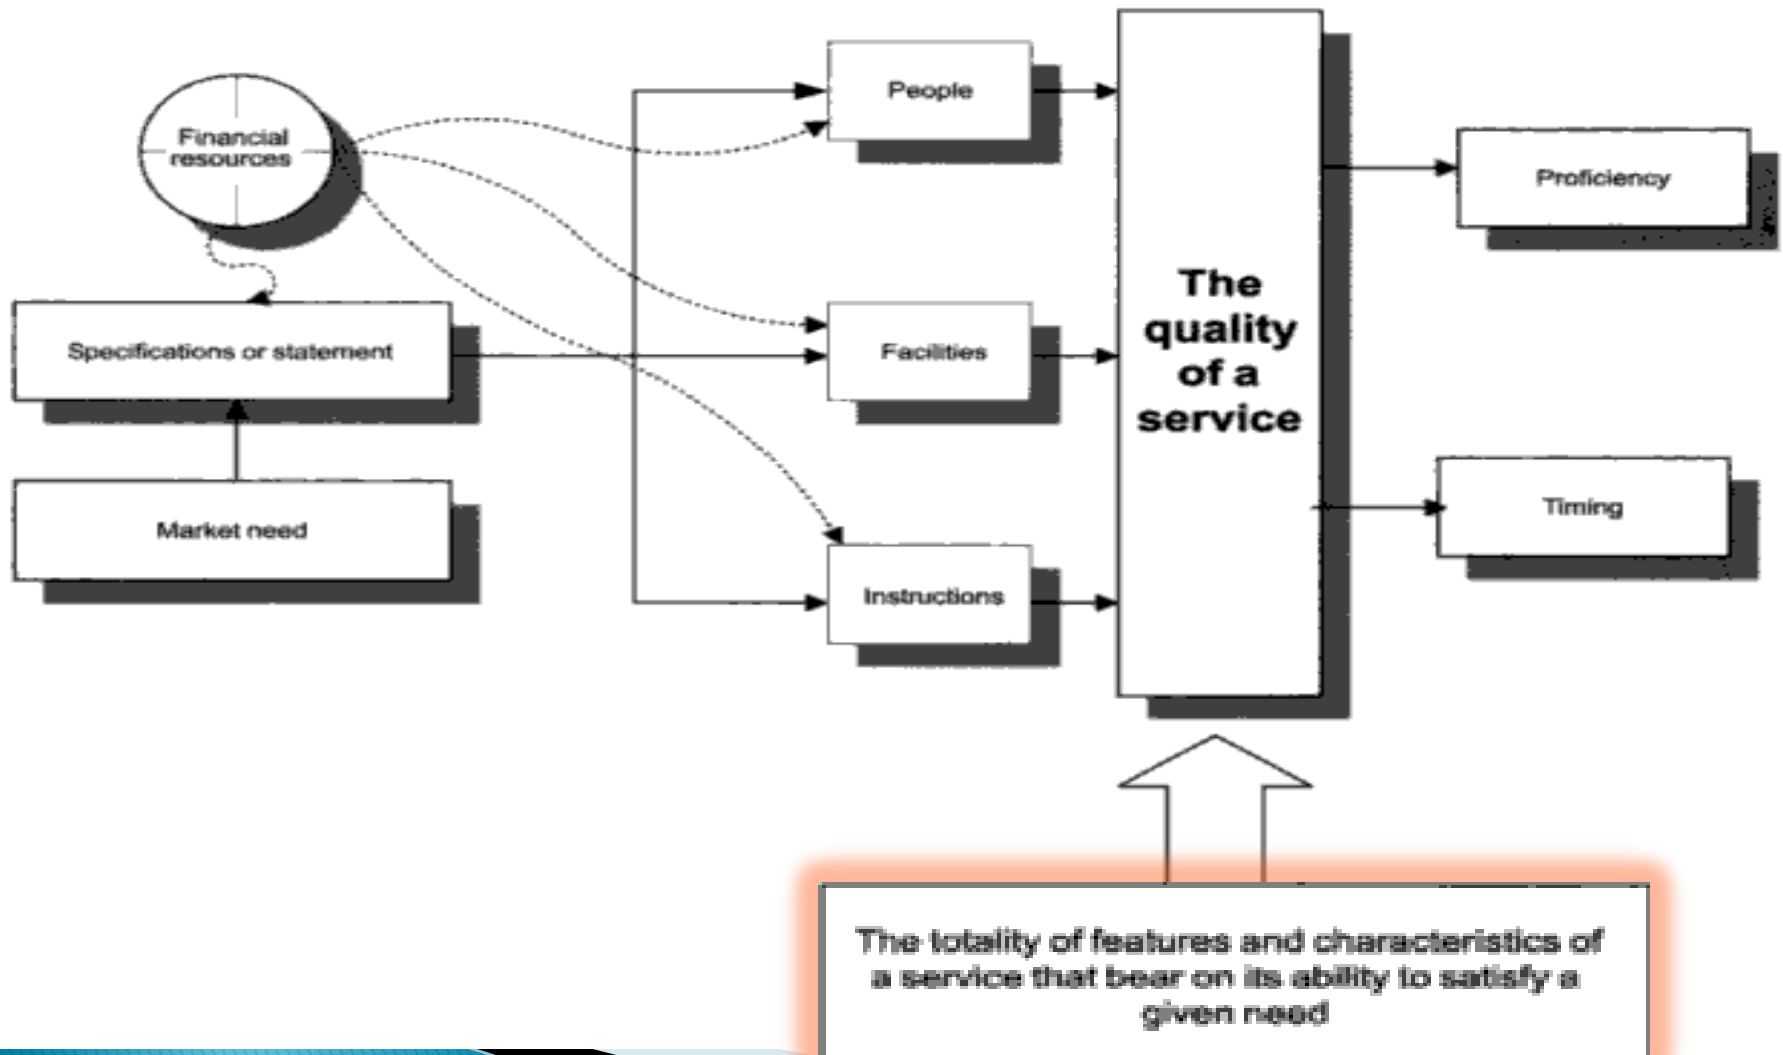 Financial
resources
Specifications or statement
Market need
People
Facilities
Instructions
The
quality
of a
service
Proficiency
Timing
The totality of features and characteristics of
a service that bear on its ability to satisfy a
given need